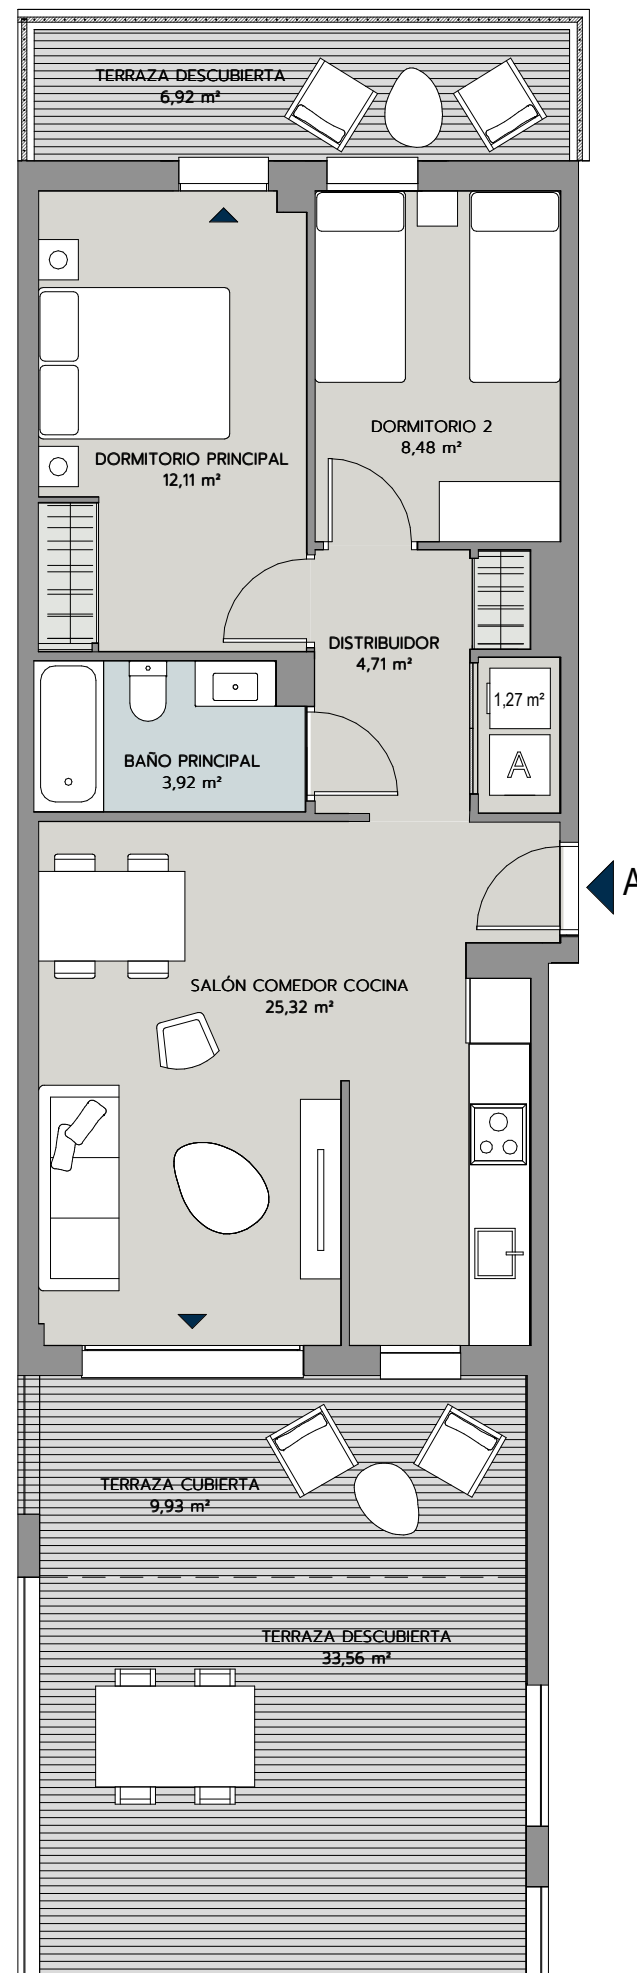 TERRAZA DESCUBIERTA
6,92 m²
DORMITORIO 2
8,48 m²
DORMITORIO PRINCIPAL
12,11 m²
DISTRIBUIDOR
4,71 m²
1,27 m²
BAÑO PRINCIPAL
3,92 m²
A
A
SALÓN COMEDOR COCINA
25,32 m²
TERRAZA CUBIERTA
9,93 m²
TERRAZA DESCUBIERTA
33,56 m²